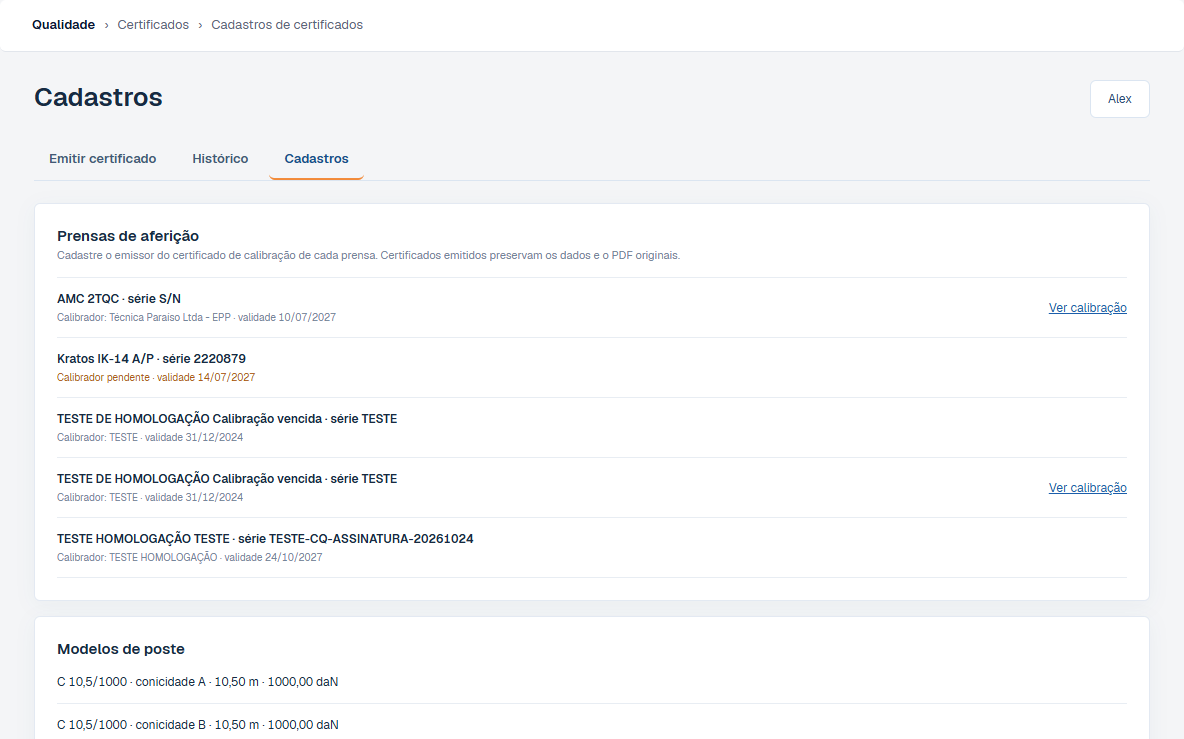 Qualidade › Certificados › Cadastros de certificados
Cadastros
Alex
Emitir certificado Histórico Cadastros
Prensas de aferição
Cadastre o emissor do certificado de calibração de cada prensa. Certificados emitidos preservam os dados e o PDF originais.
AMC 2TQC · série S/N
Calibrador: Técnica Paraiso Ltda - EPP · validade 10/07/2027
Ver calibração
Kratos IK-14 A/P · série 2220879
Calibrador pendente · validade 14/07/2027
TESTE DE HOMOLOGAÇÃO Calibração vencida · série TESTE
Calibrador: TESTE · validade 31/12/2024
TESTE DE HOMOLOGAÇÃO Calibração vencida · série TESTE
Calibrador: TESTE · validade 31/12/2024
Ver calibração
TESTE HOMOLOGAÇÃO TESTE · série TESTE-CQ-ASSINATURA-20261024
Calibrador: TESTE HOMOLOGAÇÃO · validade 24/10/2027
Modelos de poste
C 10,5/1000 · conicidade A · 10,50 m · 1000,00 daN
C 10,5/1000 · conicidade B · 10,50 m · 1000,00 daN